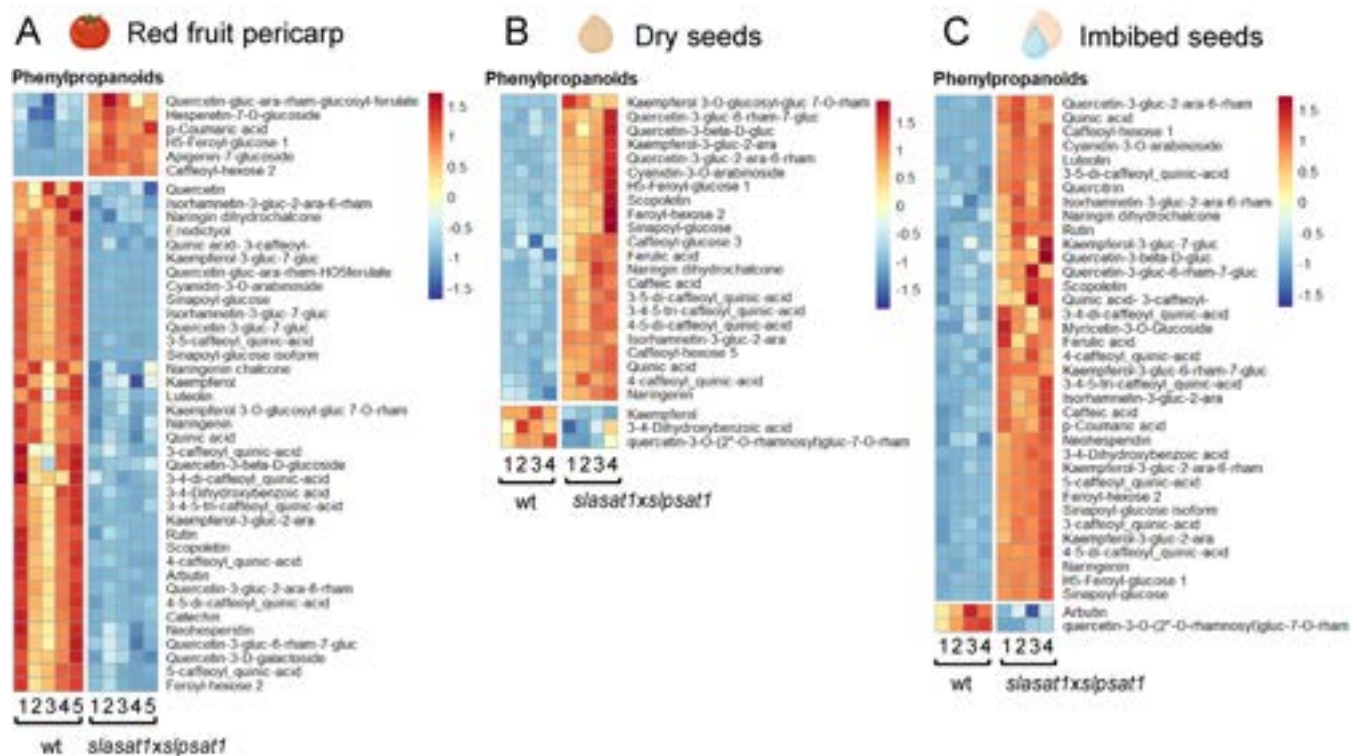 A Red fruit pericarp
Phenylpropanoids
Quercetin-gluc-ara-rham-glucosyl-ferulate
Hesperetin-7-O-glucoside
p-Coumaric acid
H5-Feroyl-glucose 1
Apigenin-7 glucoside
Caffeoyl-hexose 2
Quercetin
Isorhamnetin-3-gluc-2-ara-6-rham
Naringin dihydrochalcone
Eriodictyol
Quinic acid- 3-caffeoyl-
Kaempferol-3-gluc-7-gluc
Quercetin-gluc-ara-rham-HO5ferulate
Cyanidin-3-O-arabinoside
Sinapoyl-glucose
Isorhamnetin-3-gluc-7-gluc
Quercetin-3-gluc-7-gluc
3-5-caffeoyl_quinic-acid
Sinapoyl-glucose isoform
Naringenin chalcone
Kaempferol
Luteolin
Kaempferol 3-O-glucosyl-gluc 7-O-rham
Naringenin
Quinic acid
3-caffeoyl_quinic-acid
Quercetin-3-beta-D-glucoside
3-4-di-caffeoyl_quinic-acid
3-4-Dihydroxybenzoic acid
3-4-5-tri-caffeoyl_quinic-acid
Kaempferol-3-gluc-2-ara
Rutin
Scopoletin
4-caffeoyl_quinic-acid
Arbutin
Quercetin-3-gluc-2-ara-6-rham
4-5-di-caffeoyl_quinic-acid
Catechin
Neohesperidin
Quercetin-3-gluc-6-rham-7-gluc
Quercetin-3-D-galactoside
5-caffeoyl_quinic-acid
Feroyl-hexose 2
1.5
1
0.5
0
-0.5
-1
-1.5
1 2 3 4 5 1 2 3 4 5
wt slasat1xslpsat1
B Dry seeds
Phenylpropanoids
Kaempferol 3-O-glucosyl-gluc 7-O-rham
Quercetin-3-gluc-6-rham-7-gluc
Quercetin-3-beta-D-gluc
Kaempferol-3-gluc-2-ara
Quercetin-3-gluc-2-ara-6-rham
Cyanidin-3-O-arabinoside
H5-Feroyl-glucose 1
Scopoletin
Feroyl-hexose 2
Sinapoyl-glucose
Caffeoyl-glucose 3
Ferulic acid
Naringin dihydrochalcone
Caffeic acid
3-5-di-caffeoyl_quinic-acid
3-4-5-tri-caffeoyl_quinic-acid
4-5-di-caffeoyl_quinic-acid
Isorhamnetin-3-gluc-2-ara
Caffeoyl-hexose 5
Quinic acid
4-caffeoyl_quinic-acid
Naringenin
Kaempferol
3-4-Dihydroxybenzoic acid
quercetin-3-O-(2''-O-rhamnosyl)gluc-7-O-rham
1.5
1
0.5
0
-0.5
-1
-1.5
1 2 3 4 1 2 3 4
wt slasat1xslpsat1
C Imbibed seeds
Phenylpropanoids
Quercetin-3-gluc-2-ara-6-rham
Quinic acid
Caffeoyl-hexose 1
Cyanidin-3-O-arabinoside
Luteolin
3-5-di-caffeoyl_quinic-acid
Quercitrin
Isorhamnetin 3-gluc-2-ara-6-rham
Naringin dihydrochalcone
Rutin
Kaempferol-3-gluc-7-gluc
Quercetin-3-beta-D-gluc
Quercetin-3-gluc-6-rham-7-gluc
Scopoletin
Quinic acid- 3-caffeoyl-
3-4-di-caffeoyl_quinic-acid
Myricetin-3-O-Glucoside
Ferulic acid
4-caffeoyl_quinic-acid
Kaempferol-3-gluc-6-rham-7-gluc
3-4-5-tri-caffeoyl_quinic-acid
Isorhamnetin-3-gluc-2-ara
Caffeic acid
p-Coumaric acid
Neohesperidin
3-4-Dihydroxybenzoic acid
Kaempferol-3-gluc-2-ara-6-rham
5-caffeoyl_quinic-acid
Feroyl-hexose 2
Sinapoyl-glucose isoform
3-caffeoyl_quinic-acid
Kaempferol-3-gluc-2-ara
4-5-di-caffeoyl_quinic-acid
Naringenin
H5-Feroyl-glucose 1
Sinapoyl-glucose
Arbutin
quercetin-3-O-(2''-O-rhamnosyl)gluc-7-O-rham
1.5
1
0.5
0
-0.5
-1
-1.5
1 2 3 4 1 2 3 4
wt slasat1xslpsat1